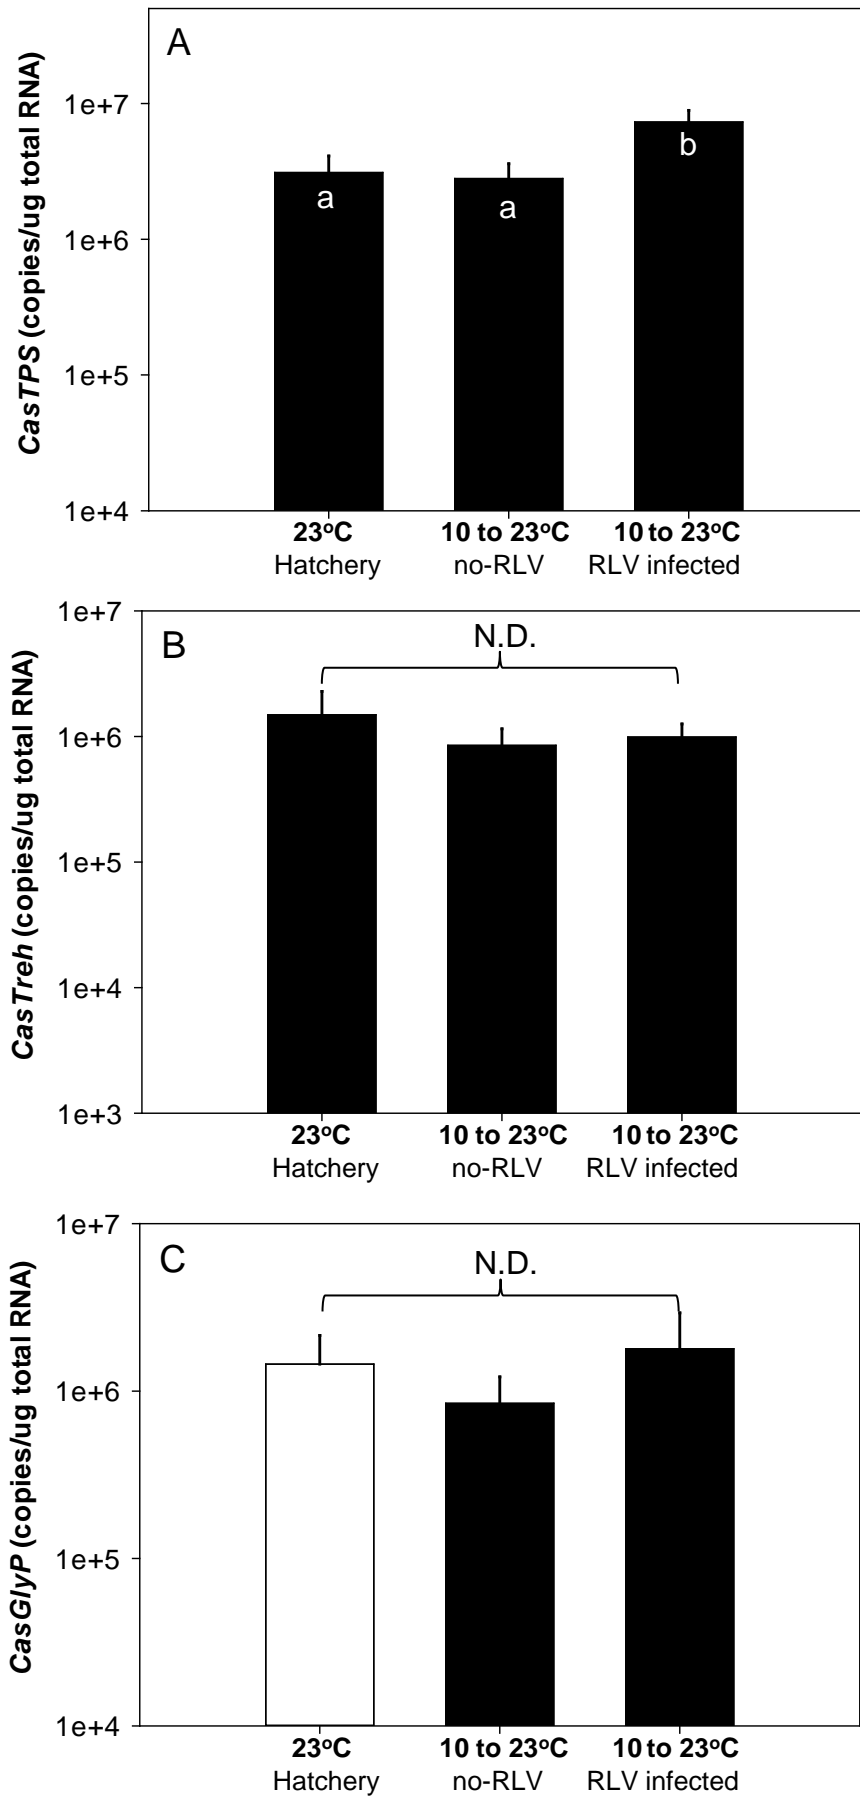 A
CasTPS (copies/ug total RNA)
1e+7
1e+6
1e+5
1e+4
a
a
b
23ºC
Hatchery
10 to 23ºC
no-RLV
10 to 23ºC
RLV infected
B
N.D.
CasTreh (copies/ug total RNA)
1e+7
1e+6
1e+5
1e+4
1e+3
23ºC
Hatchery
10 to 23ºC
no-RLV
10 to 23ºC
RLV infected
C
N.D.
CasGlyP (copies/ug total RNA)
1e+7
1e+6
1e+5
1e+4
23ºC
Hatchery
10 to 23ºC
no-RLV
10 to 23ºC
RLV infected